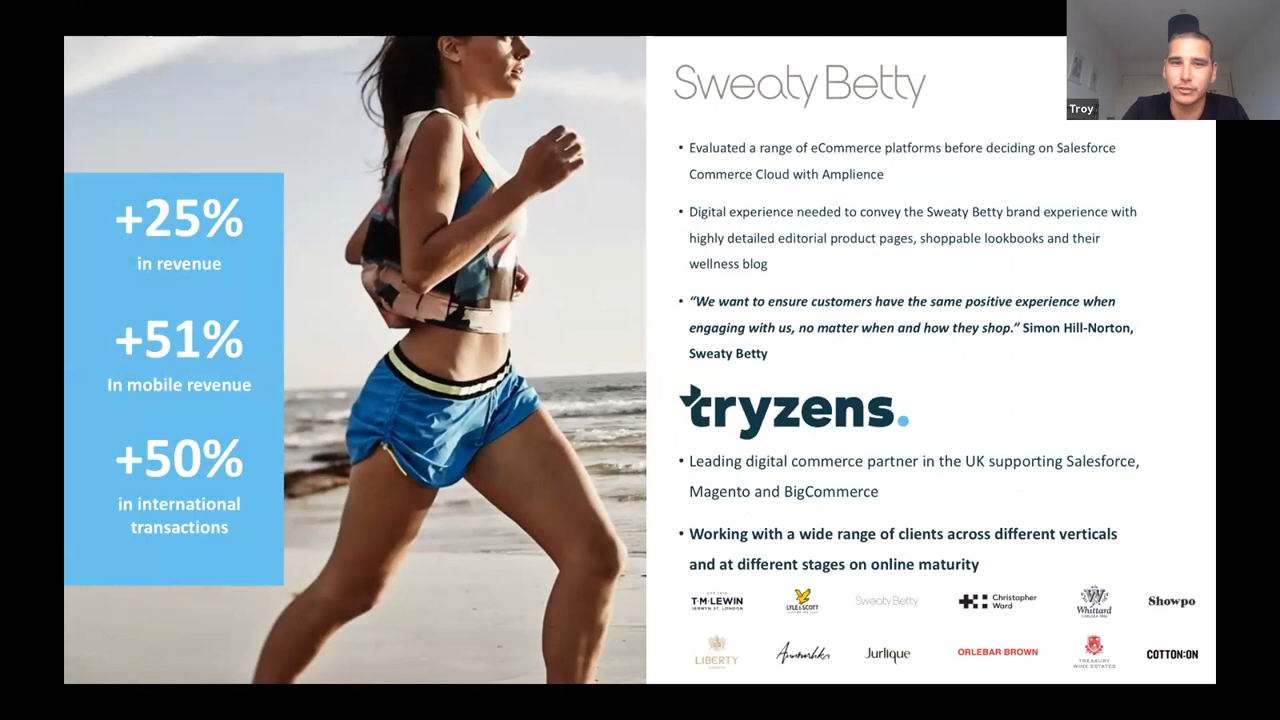 Sweaty Betty
Troy
+25%
in revenue
+51%
In mobile revenue
+50%
in international
transactions
• Evaluated a range of eCommerce platforms before deciding on Salesforce
Commerce Cloud with Amplience
• Digital experience needed to convey the Sweaty Betty brand experience with
highly detailed editorial product pages, shoppable lookbooks and their
wellness blog
• “We want to ensure customers have the same positive experience when
engaging with us, no matter when and how they shop.” Simon Hill-Norton,
Sweaty Betty
tryzens.
• Leading digital commerce partner in the UK supporting Salesforce,
Magento and BigCommerce
• Working with a wide range of clients across different verticals
and at different stages on online maturity
T·M·LEWIN
JERMYN ST. LONDON
LYLE & SCOTT
Sweaty Betty
Christopher
Ward
W
Whittard
Showpo
LIBERTY
Annoushka
Jurlique
ORLEBAR BROWN
TREASURY
WINE ESTATES
COTTON:ON